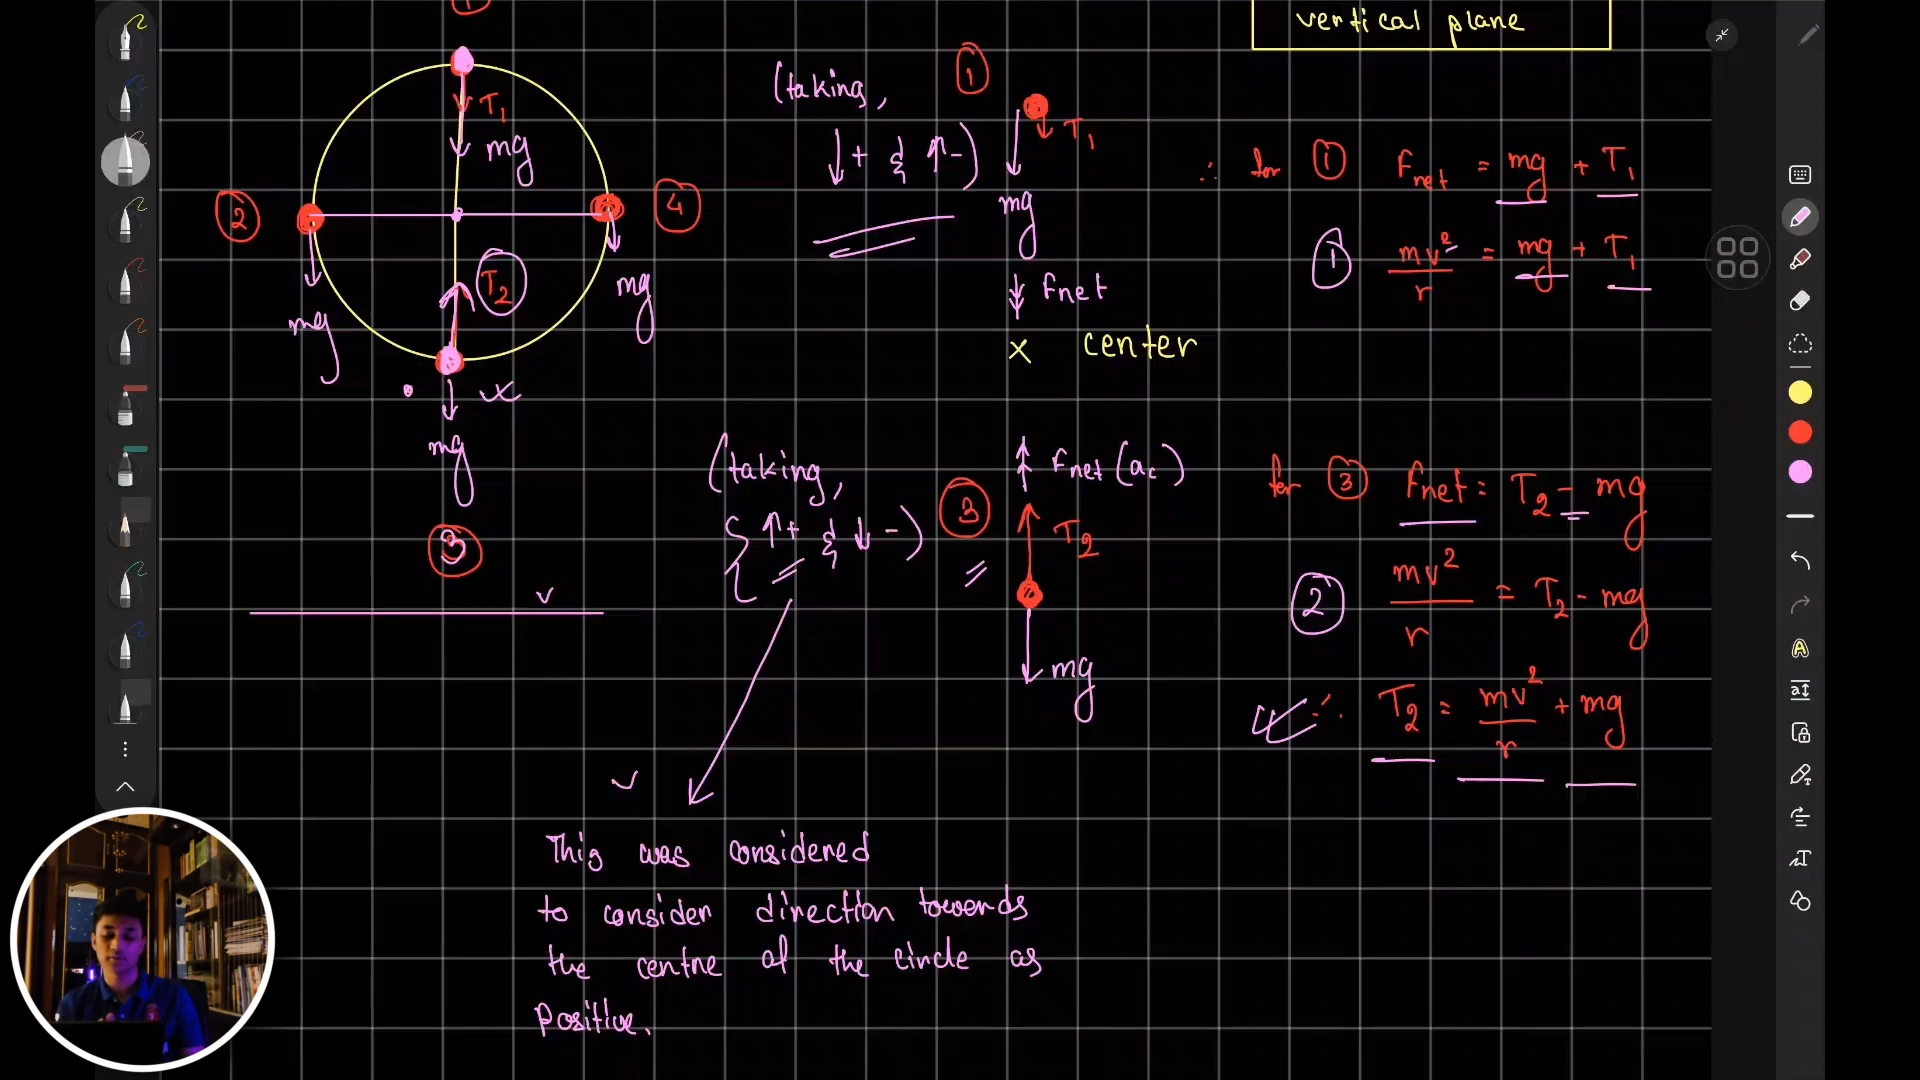 vertical plane
T1
mg
2
4
T2
mg
mg
mg
3
(taking,
↓+ & ↑-)
1
T1
mg
Fnet
x center
∴ for 1 Fnet = mg + T1
1 mv²/r = mg + T1
(taking,
{↑+ & ↓-)
3
Fnet (ac)
T2
mg
for 3 Fnet = T2 - mg
2 mv²/r = T2 - mg
∴ T2 = mv²/r + mg
This was considered
to consider direction towards
the centre of the circle as
positive.